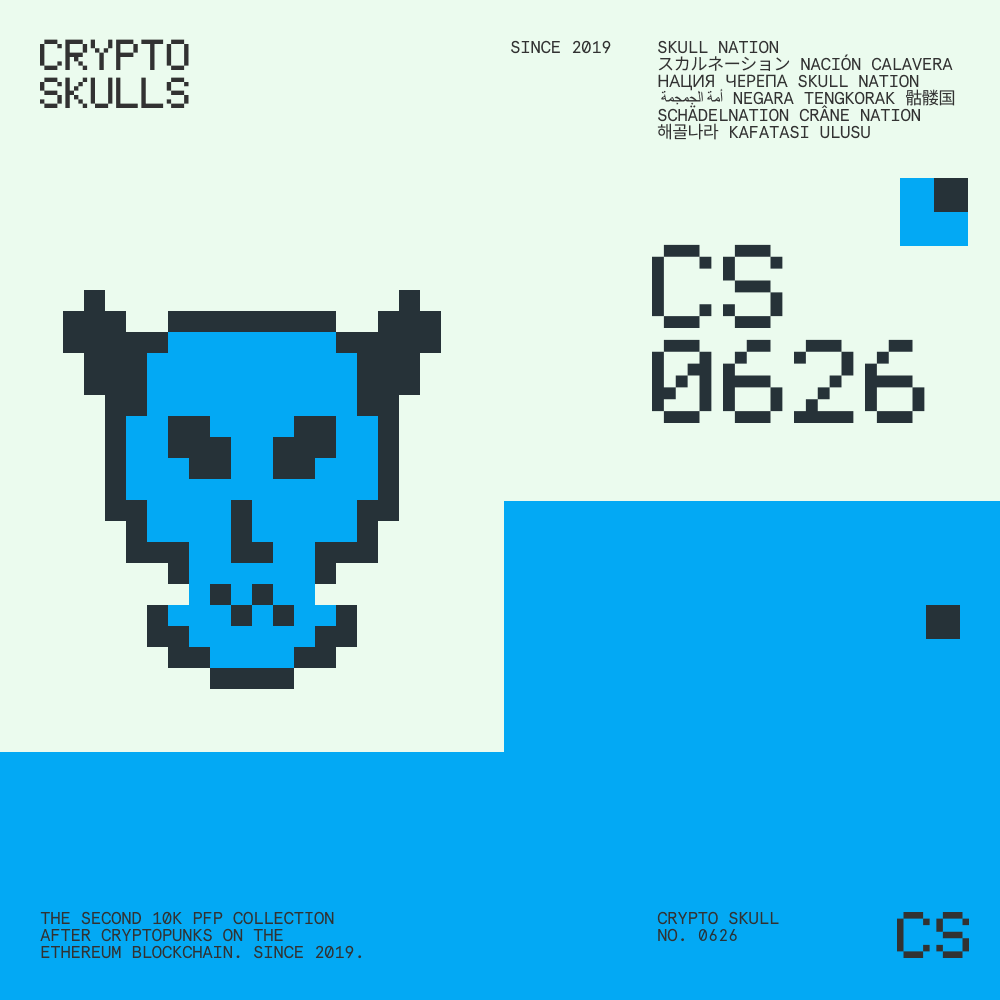 CRYPTO
SKULLS
SINCE 2019
SKULL NATION
スカルネーション NACIÓN CALAVERA
НАЦИЯ ЧЕРЕПА SKULL NATION
أمة الجمجمة NEGARA TENGKORAK 骷髅国
SCHÄDELNATION CRÂNE NATION
해골나라 KAFATASI ULUSU
CS
0626
THE SECOND 10K PFP COLLECTION
AFTER CRYPTOPUNKS ON THE
ETHEREUM BLOCKCHAIN. SINCE 2019.
CRYPTO SKULL
NO. 0626
CS